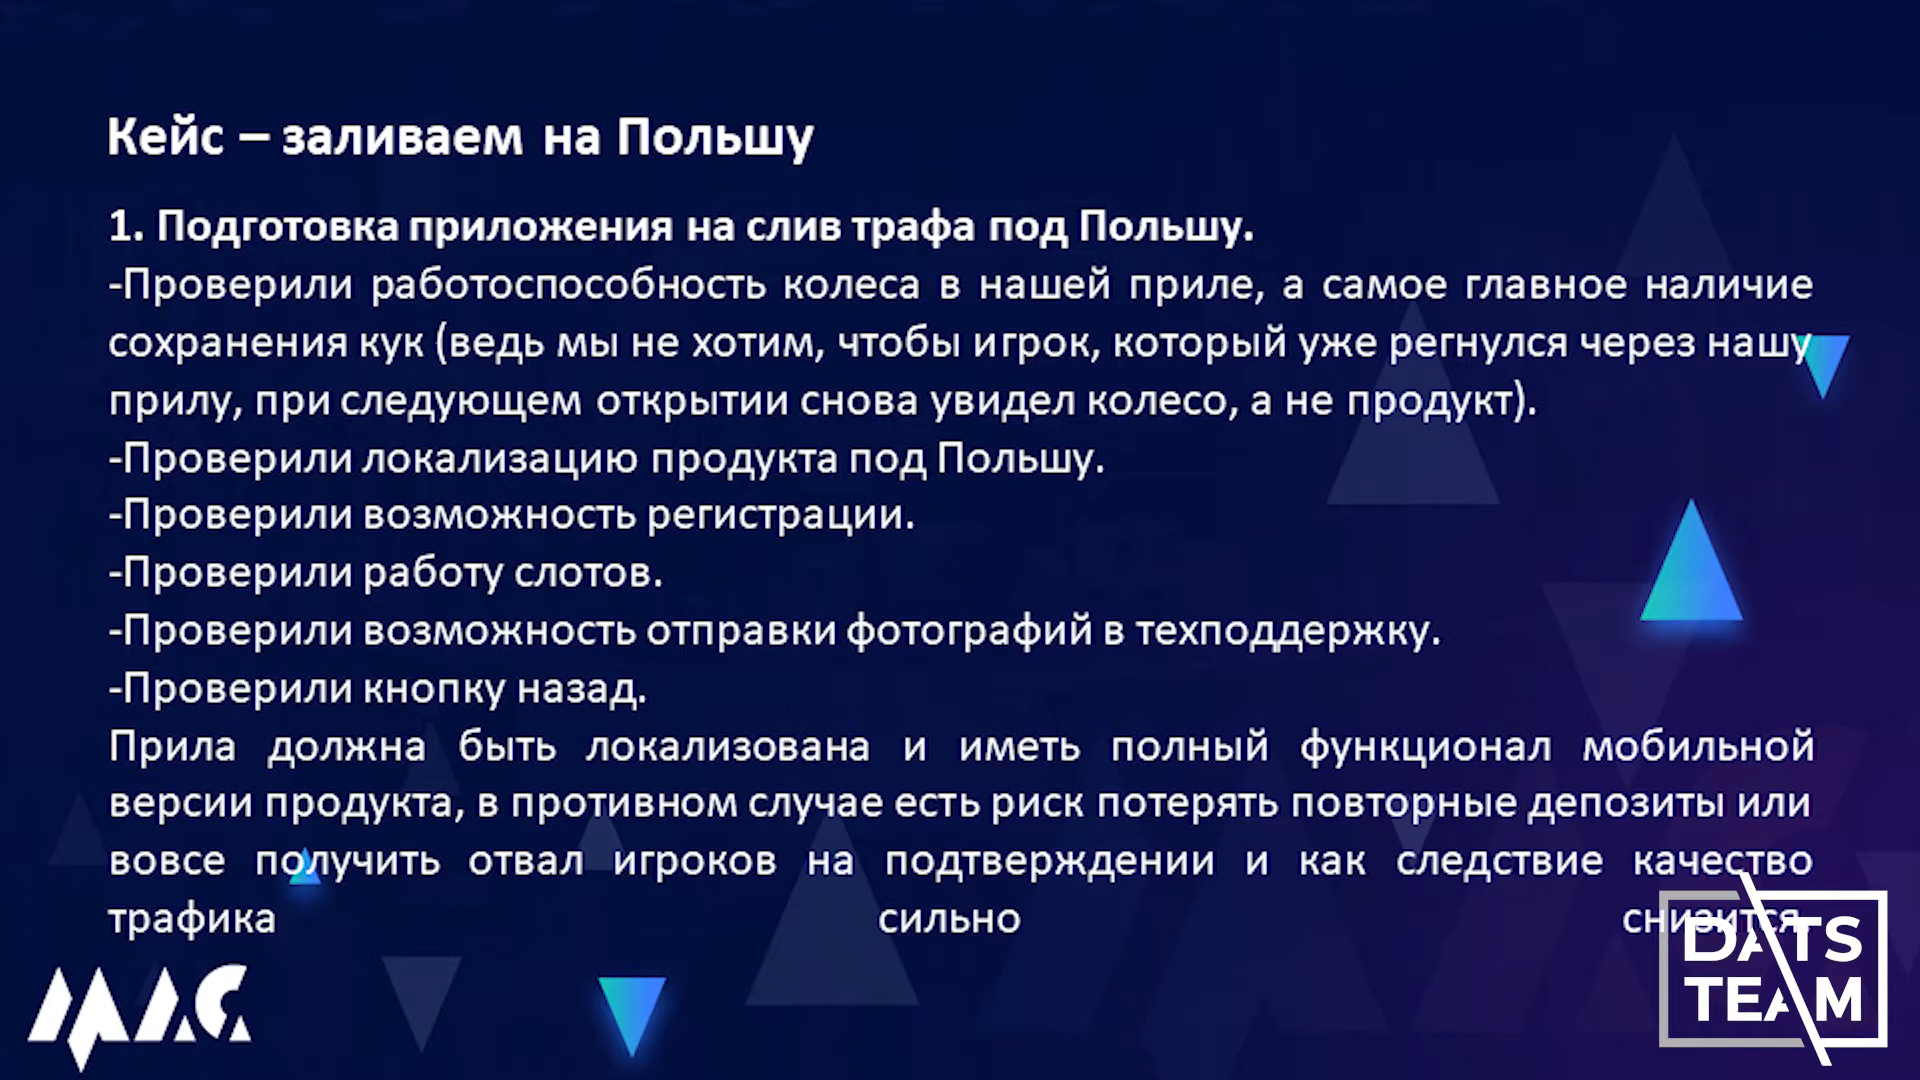 Кейс – заливаем на Польшу
1. Подготовка приложения на слив трафа под Польшу.
-Проверили работоспособность колеса в нашей приле, а самое главное наличие
сохранения кук (ведь мы не хотим, чтобы игрок, который уже регнулся через нашу
прилу, при следующем открытии снова увидел колесо, а не продукт).
-Проверили локализацию продукта под Польшу.
-Проверили возможность регистрации.
-Проверили работу слотов.
-Проверили возможность отправки фотографий в техподдержку.
-Проверили кнопку назад.
Прила должна быть локализована и иметь полный функционал мобильной
версии продукта, в противном случае есть риск потерять повторные депозиты или
вовсе получить отвал игроков на подтверждении и как следствие качество
трафика сильно снизится.
DATS
TEAM